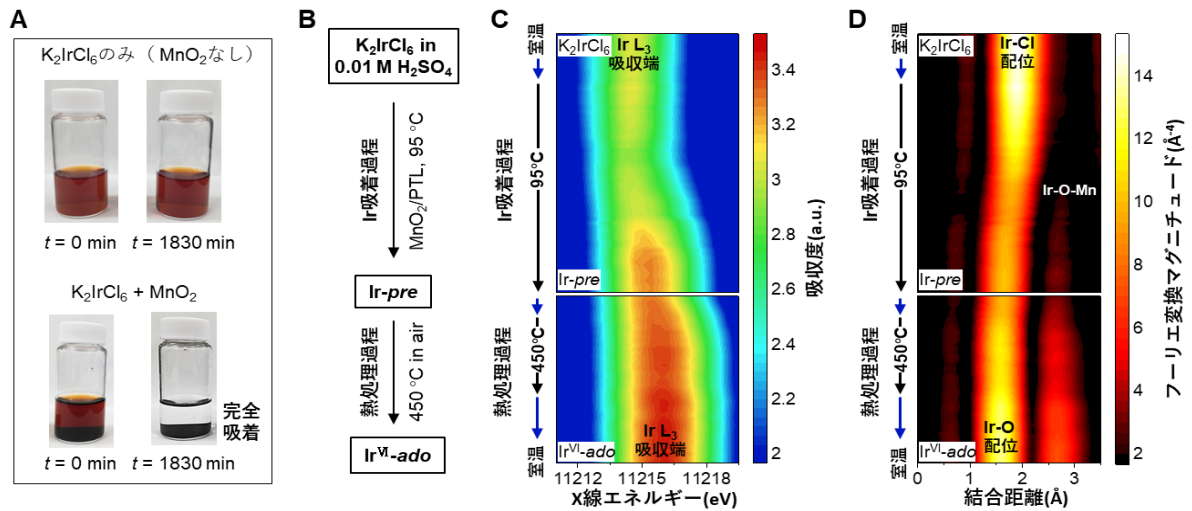 A
K₂IrCl₆のみ（ MnO₂なし）
t = 0 min
t = 1830 min
K₂IrCl₆ + MnO₂
完全
吸着
t = 0 min
t = 1830 min
B
K₂IrCl₆ in
0.01 M H₂SO₄
Ir吸着過程
MnO₂/PTL, 95 °C
Ir-pre
熱処理過程
450 °C in air
Irⱽᴵ-ado
C
室温
95°C
Ir吸着過程
450°C
熱処理過程
室温
K₂IrCl₆
Ir L₃
吸収端
Ir-pre
Ir L₃
吸収端
Irⱽᴵ-ado
11212
11215
11218
X線エネルギー(eV)
3.4
3.2
3
2.8
2.6
2.4
2.2
2
吸収度(a.u.)
D
室温
95°C
Ir吸着過程
450°C
熱処理過程
室温
K₂IrCl₆
Ir-Cl
配位
Ir-O-Mn
Ir-pre
Ir-O
配位
Irⱽᴵ-ado
0
1
2
3
結合距離(Å)
14
12
10
8
6
4
2
フーリエ変換マグニチュード(Å⁻⁴)